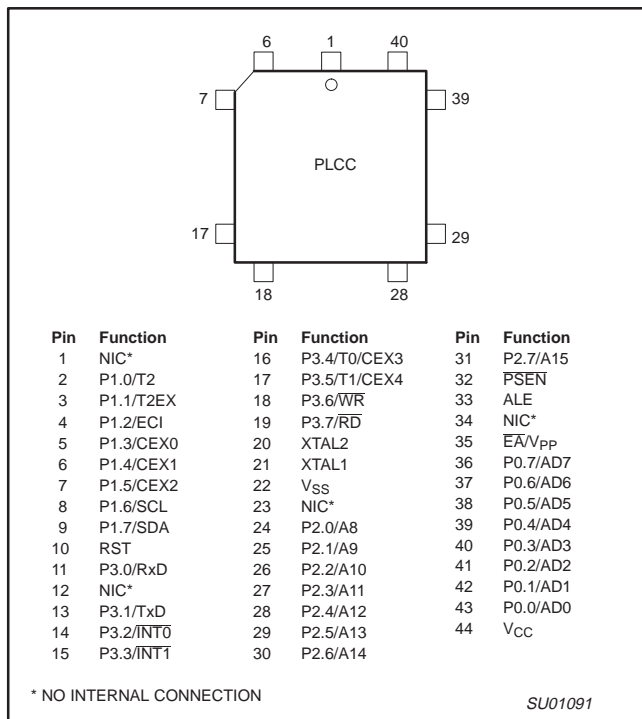 6 1 40
7 39
PLCC
17 29
18 28
Pin Function Pin Function Pin Function
1 NIC* 16 P3.4/T0/CEX3 31 P2.7/A15
2 P1.0/T2 17 P3.5/T1/CEX4 32 P̅S̅E̅N̅
3 P1.1/T2EX 18 P3.6/W̅R̅ 33 ALE
4 P1.2/ECI 19 P3.7/R̅D̅ 34 NIC*
5 P1.3/CEX0 20 XTAL2 35 E̅A̅/VPP
6 P1.4/CEX1 21 XTAL1 36 P0.7/AD7
7 P1.5/CEX2 22 VSS 37 P0.6/AD6
8 P1.6/SCL 23 NIC* 38 P0.5/AD5
9 P1.7/SDA 24 P2.0/A8 39 P0.4/AD4
10 RST 25 P2.1/A9 40 P0.3/AD3
11 P3.0/RxD 26 P2.2/A10 41 P0.2/AD2
12 NIC* 27 P2.3/A11 42 P0.1/AD1
13 P3.1/TxD 28 P2.4/A12 43 P0.0/AD0
14 P3.2/I̅N̅T̅0̅ 29 P2.5/A13 44 VCC
15 P3.3/I̅N̅T̅1̅ 30 P2.6/A14
* NO INTERNAL CONNECTION
SU01091